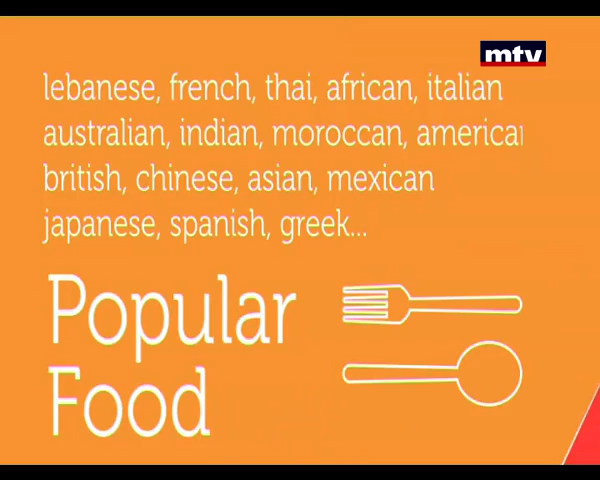 mtv
lebanese, french, thai, african, italian
australian, indian, moroccan, american
british, chinese, asian, mexican
japanese, spanish, greek...
Popular
Food